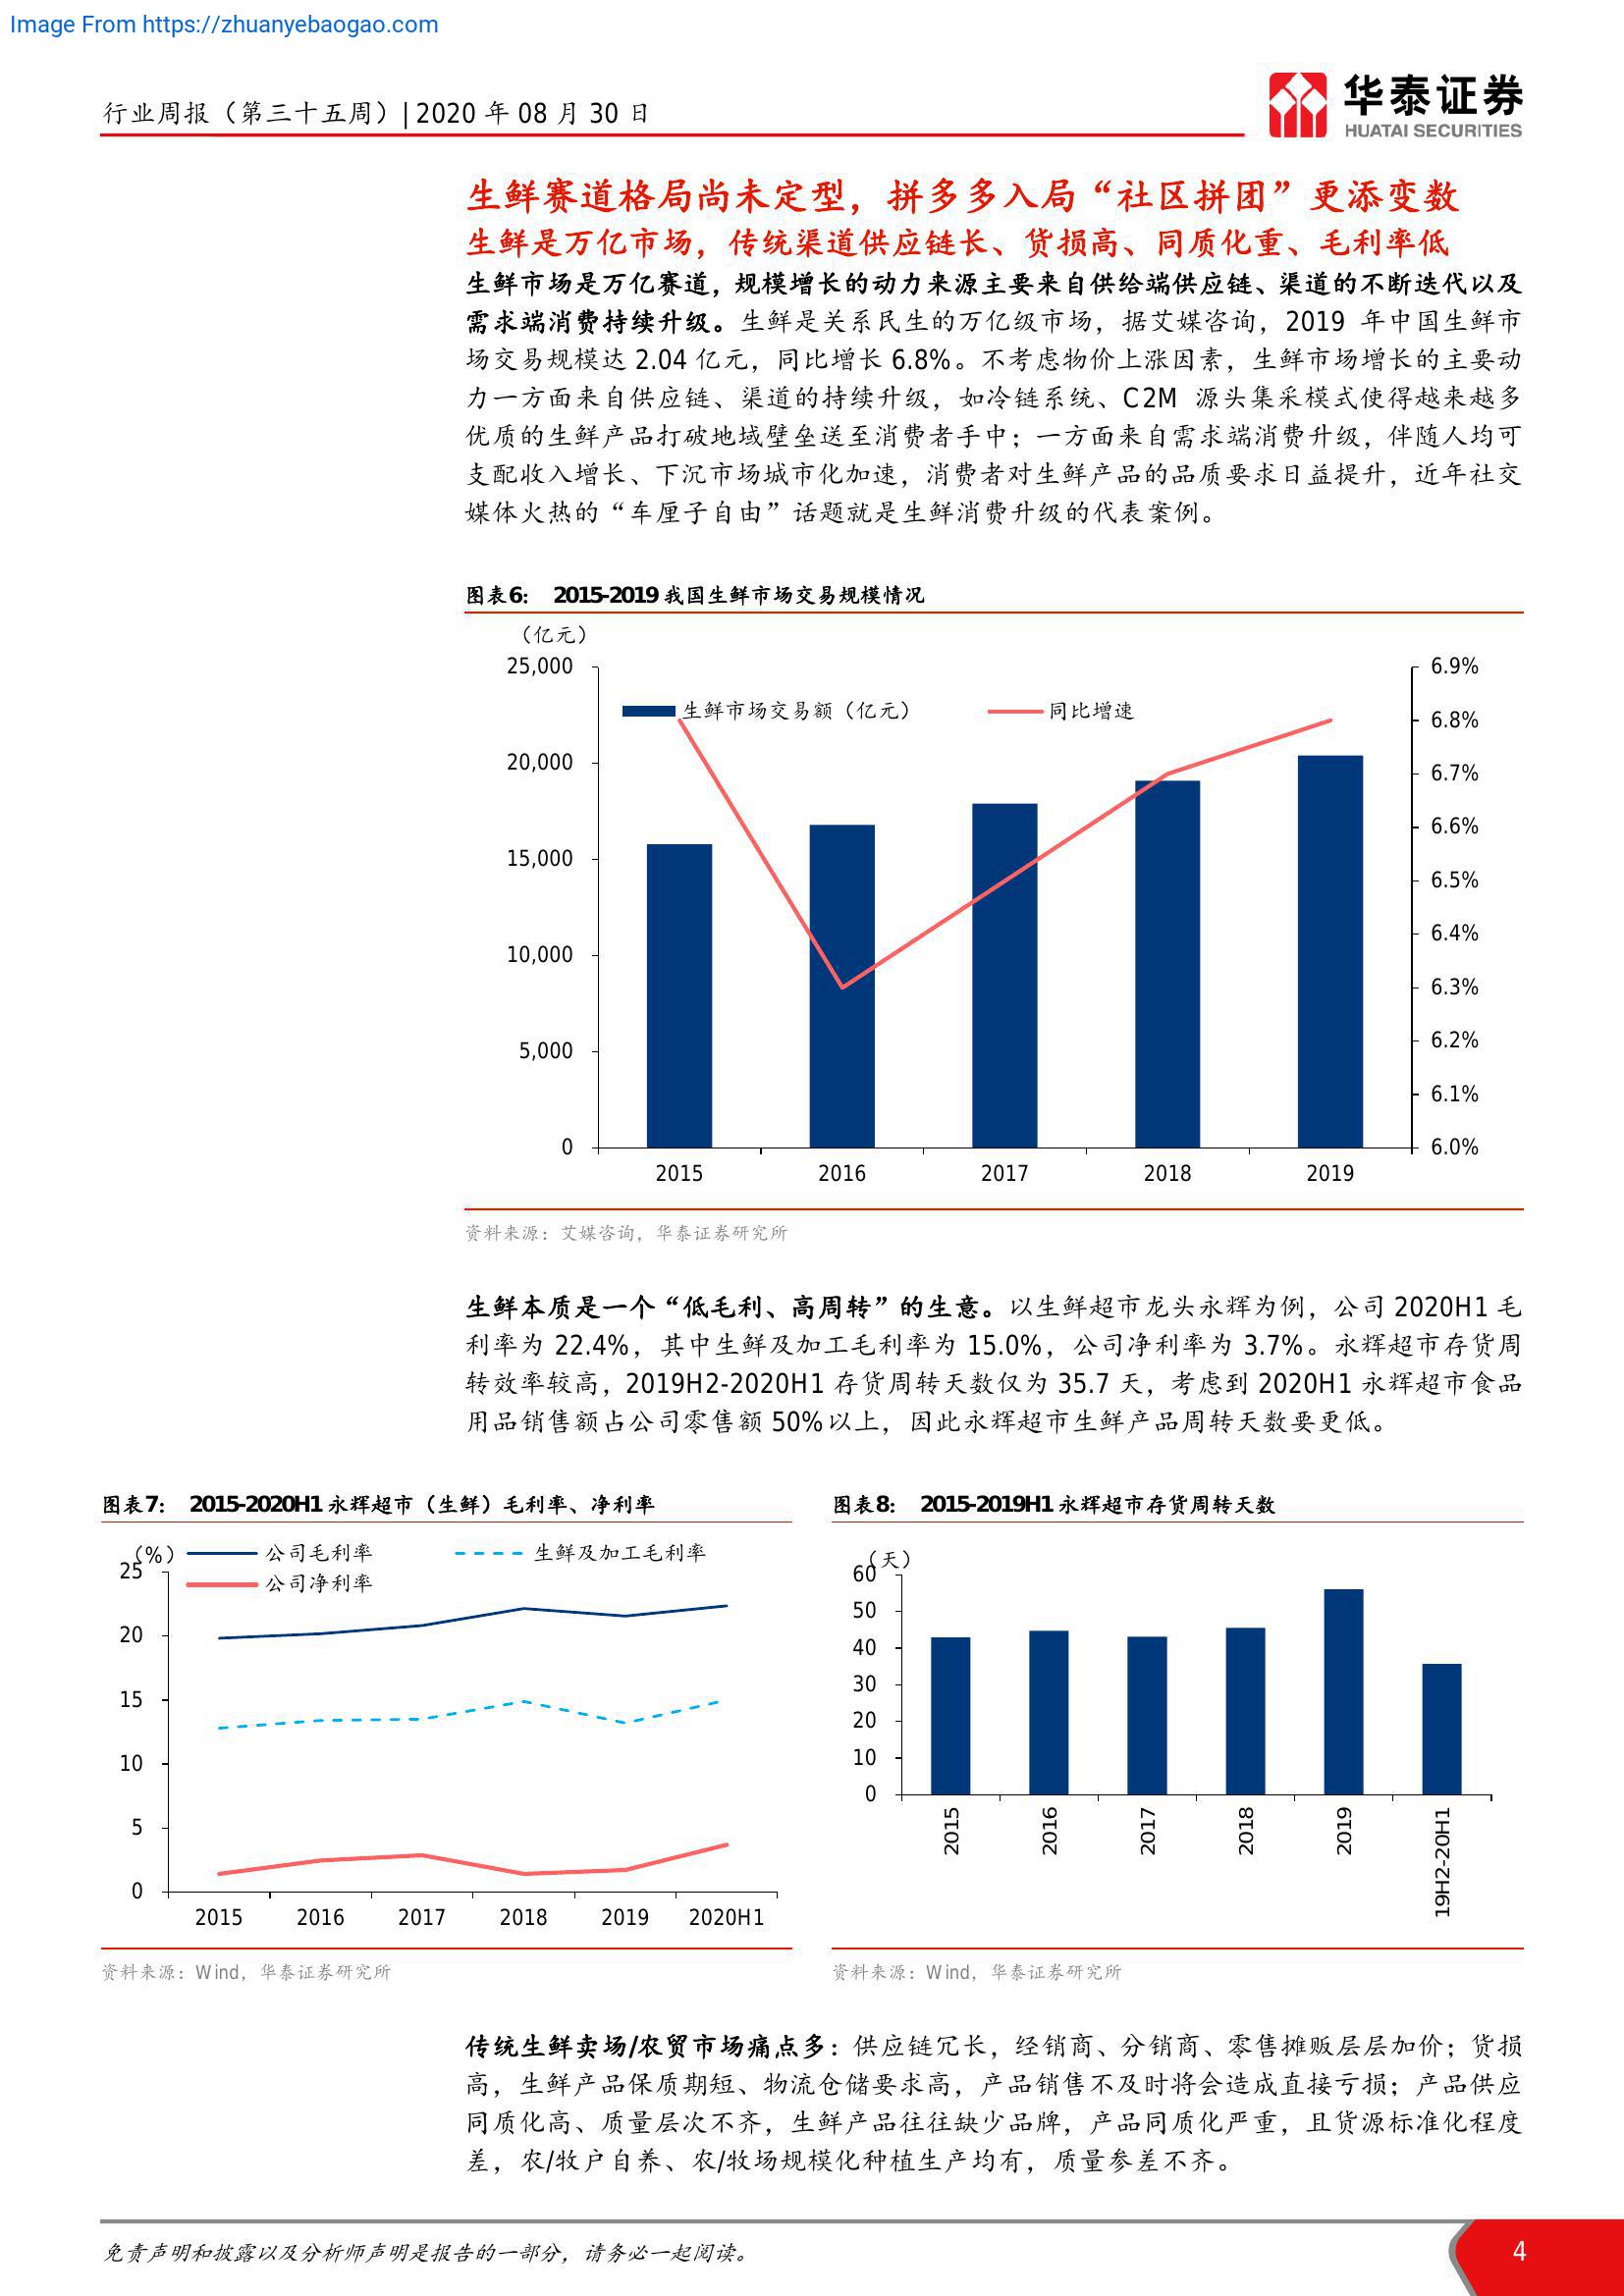 Image From https://zhuanyebaogao.com
行业周报（第三十五周）| 2020 年 08 月 30 日
华泰证券
HUATAI SECURITIES
生鲜赛道格局尚未定型，拼多多入局“社区拼团”更添变数
生鲜是万亿市场，传统渠道供应链长、货损高、同质化重、毛利率低
生鲜市场是万亿赛道，规模增长的动力来源主要来自供给端供应链、渠道的不断迭代以及
需求端消费持续升级。生鲜是关系民生的万亿级市场，据艾媒咨询，2019 年中国生鲜市
场交易规模达 2.04 亿元，同比增长 6.8%。不考虑物价上涨因素，生鲜市场增长的主要动
力一方面来自供应链、渠道的持续升级，如冷链系统、C2M 源头集采模式使得越来越多
优质的生鲜产品打破地域壁垒送至消费者手中；一方面来自需求端消费升级，伴随人均可
支配收入增长、下沉市场城市化加速，消费者对生鲜产品的品质要求日益提升，近年社交
媒体火热的“车厘子自由”话题就是生鲜消费升级的代表案例。
图表6： 2015-2019 我国生鲜市场交易规模情况
（亿元）
生鲜市场交易额（亿元） 同比增速
25,000 6.9%
6.8%
20,000 6.7%
6.6%
15,000
6.5%
10,000 6.4%
6.3%
5,000 6.2%
6.1%
0 6.0%
2015 2016 2017 2018 2019
资料来源：艾媒咨询，华泰证券研究所
生鲜本质是一个“低毛利、高周转”的生意。以生鲜超市龙头永辉为例，公司 2020H1 毛
利率为 22.4%，其中生鲜及加工毛利率为 15.0%，公司净利率为 3.7%。永辉超市存货周
转效率较高，2019H2-2020H1 存货周转天数仅为 35.7 天，考虑到 2020H1 永辉超市食品
用品销售额占公司零售额 50%以上，因此永辉超市生鲜产品周转天数要更低。
图表7： 2015-2020H1 永辉超市（生鲜）毛利率、净利率
（%） 公司毛利率 生鲜及加工毛利率
公司净利率
25
20
15
10
5
0
2015 2016 2017 2018 2019 2020H1
资料来源：Wind，华泰证券研究所
图表8： 2015-2019H1 永辉超市存货周转天数
（天）
60
50
40
30
20
10
0
2015 2016 2017 2018 2019 19H2-20H1
资料来源：Wind，华泰证券研究所
传统生鲜卖场/农贸市场痛点多：供应链冗长，经销商、分销商、零售摊贩层层加价；货损
高，生鲜产品保质期短、物流仓储要求高，产品销售不及时将会造成直接亏损；产品供应
同质化高、质量层次不齐，生鲜产品往往缺少品牌，产品同质化严重，且货源标准化程度
差，农/牧户自养、农/牧场规模化种植生产均有，质量参差不齐。
免责声明和披露以及分析师声明是报告的一部分，请务必一起阅读。
4